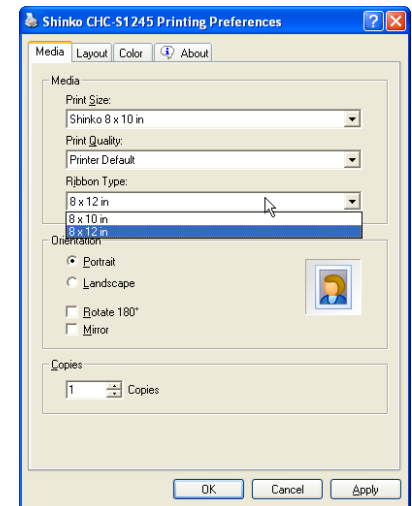 Shinko CHC-S1245 Printing Preferences
Media Layout Color About
Media
Print Size:
Shinko 8 x 10 in
Print Quality:
Printer Default
Ribbon Type:
8 x 12 in
8 x 10 in
8 x 12 in
Orientation
Portrait
Landscape
Rotate 180°
Mirror
Copies
1 Copies
OK Cancel Apply